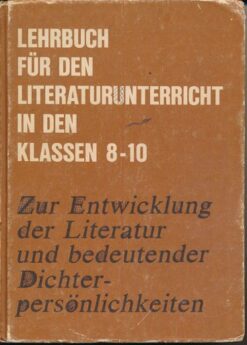 LEHRBUCH
FÜR DEN
LITERATURUNTERRICHT
IN DEN
KLASSEN 8-10
Zur Entwicklung
der Literatur
und bedeutender
Dichter-
persönlichkeiten